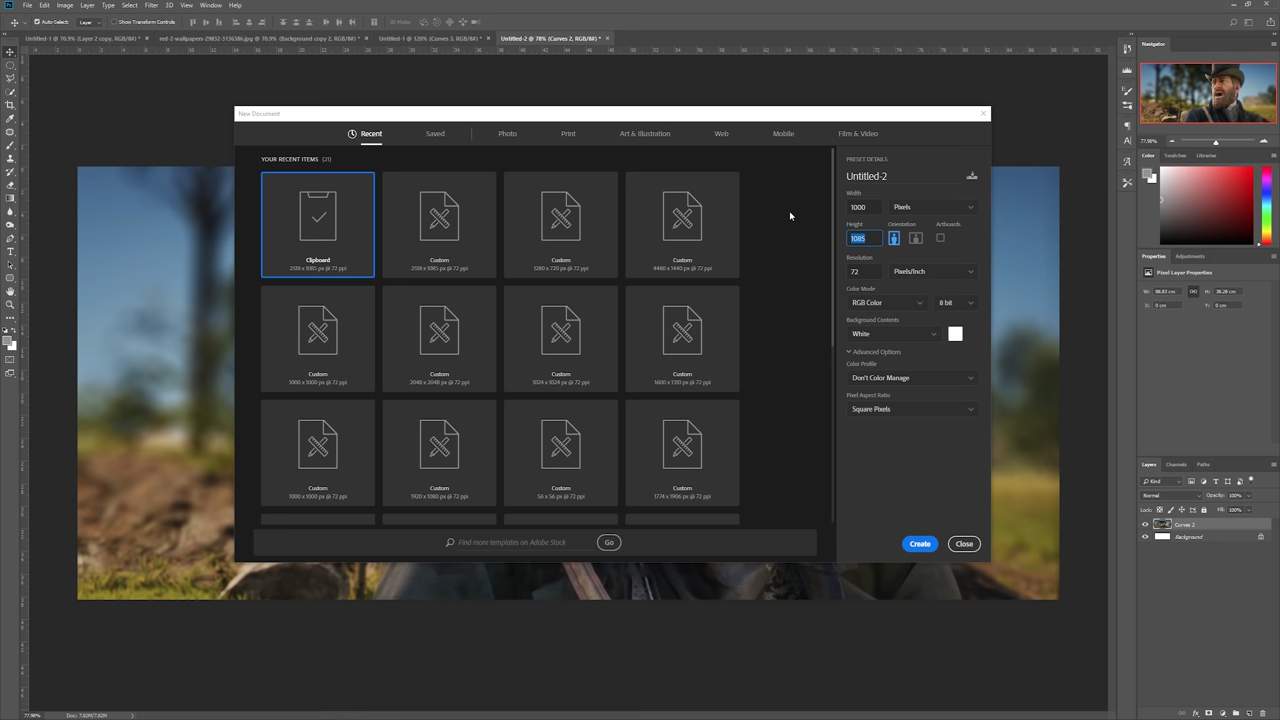 File Edit Image Layer Type Select Filter 3D View Window Help
Auto-Select: Layer Show Transform Controls 3D Mode:
Untitled-1 @ 70.9% (Layer 2 copy, RGB/8#) * ×
red-2-wallpapers-29832-3136386.jpg @ 70.9% (Background copy 2, RGB/8#) * ×
Untitled-1 @ 120% (Curves 3, RGB/8#) * ×
Untitled-2 @ 78% (Curves 2, RGB/8#) * ×
New Document
Recent Saved Photo Print Art & Illustration Web Mobile Film & Video
YOUR RECENT ITEMS (21)
Clipboard
2518 x 1085 px @ 72 ppi
Custom
2518 x 1085 px @ 72 ppi
Custom
1280 x 720 px @ 72 ppi
Custom
4480 x 1440 px @ 72 ppi
Custom
1000 x 1000 px @ 72 ppi
Custom
2048 x 2048 px @ 72 ppi
Custom
1024 x 1024 px @ 72 ppi
Custom
1600 x 1310 px @ 72 ppi
Custom
1000 x 1000 px @ 72 ppi
Custom
1920 x 1080 px @ 72 ppi
Custom
56 x 56 px @ 72 ppi
Custom
1774 x 1906 px @ 72 ppi
Find more templates on Adobe Stock
Go
PRESET DETAILS
Untitled-2
Width
1000 Pixels
Height Orientation Artboards
1085
Resolution
72 Pixels/Inch
Color Mode
RGB Color 8 bit
Background Contents
White
Advanced Options
Color Profile
Don't Color Manage
Pixel Aspect Ratio
Square Pixels
Create Close
Navigator
77.98%
Color Swatches Libraries
Properties Adjustments
Pixel Layer Properties
W: 88.83 cm H: 38.28 cm
X: 0 cm Y: 0 cm
Layers Channels Paths
Kind
Normal Opacity: 100%
Lock: Fill: 100%
Curves 2
Background
77.98% Doc: 7.82M/7.82M